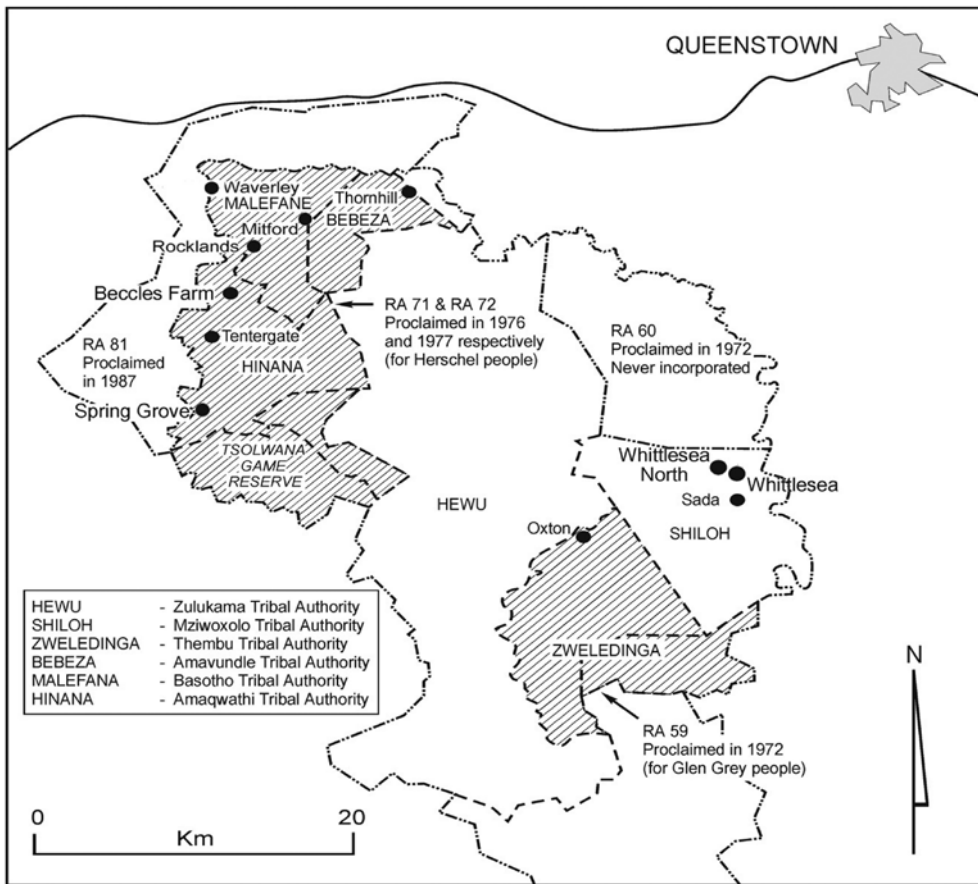 QUEENSTOWN
Waverley
MALEFANE
Thornhill
BEBEZA
Mitford
Rocklands
Beccles Farm
RA 71 & RA 72
Proclaimed in 1976
and 1977 respectively
(for Herschel people)
RA 60
Proclaimed in 1972
Never incorporated
RA 81
Proclaimed
in 1987
Tentergate
HINANA
Spring Grove
TSOLWANA
GAME
RESERVE
Whittlesea
North
Whittlesea
Sada
HEWU
Oxton
SHILOH
HEWU - Zulukama Tribal Authority
SHILOH - Mziwoxolo Tribal Authority
ZWELEDINGA - Thembu Tribal Authority
BEBEZA - Amavundle Tribal Authority
MALEFANA - Basotho Tribal Authority
HINANA - Amaqwathi Tribal Authority
ZWELEDINGA
N
RA 59
Proclaimed in 1972
(for Glen Grey people)
0 20
Km